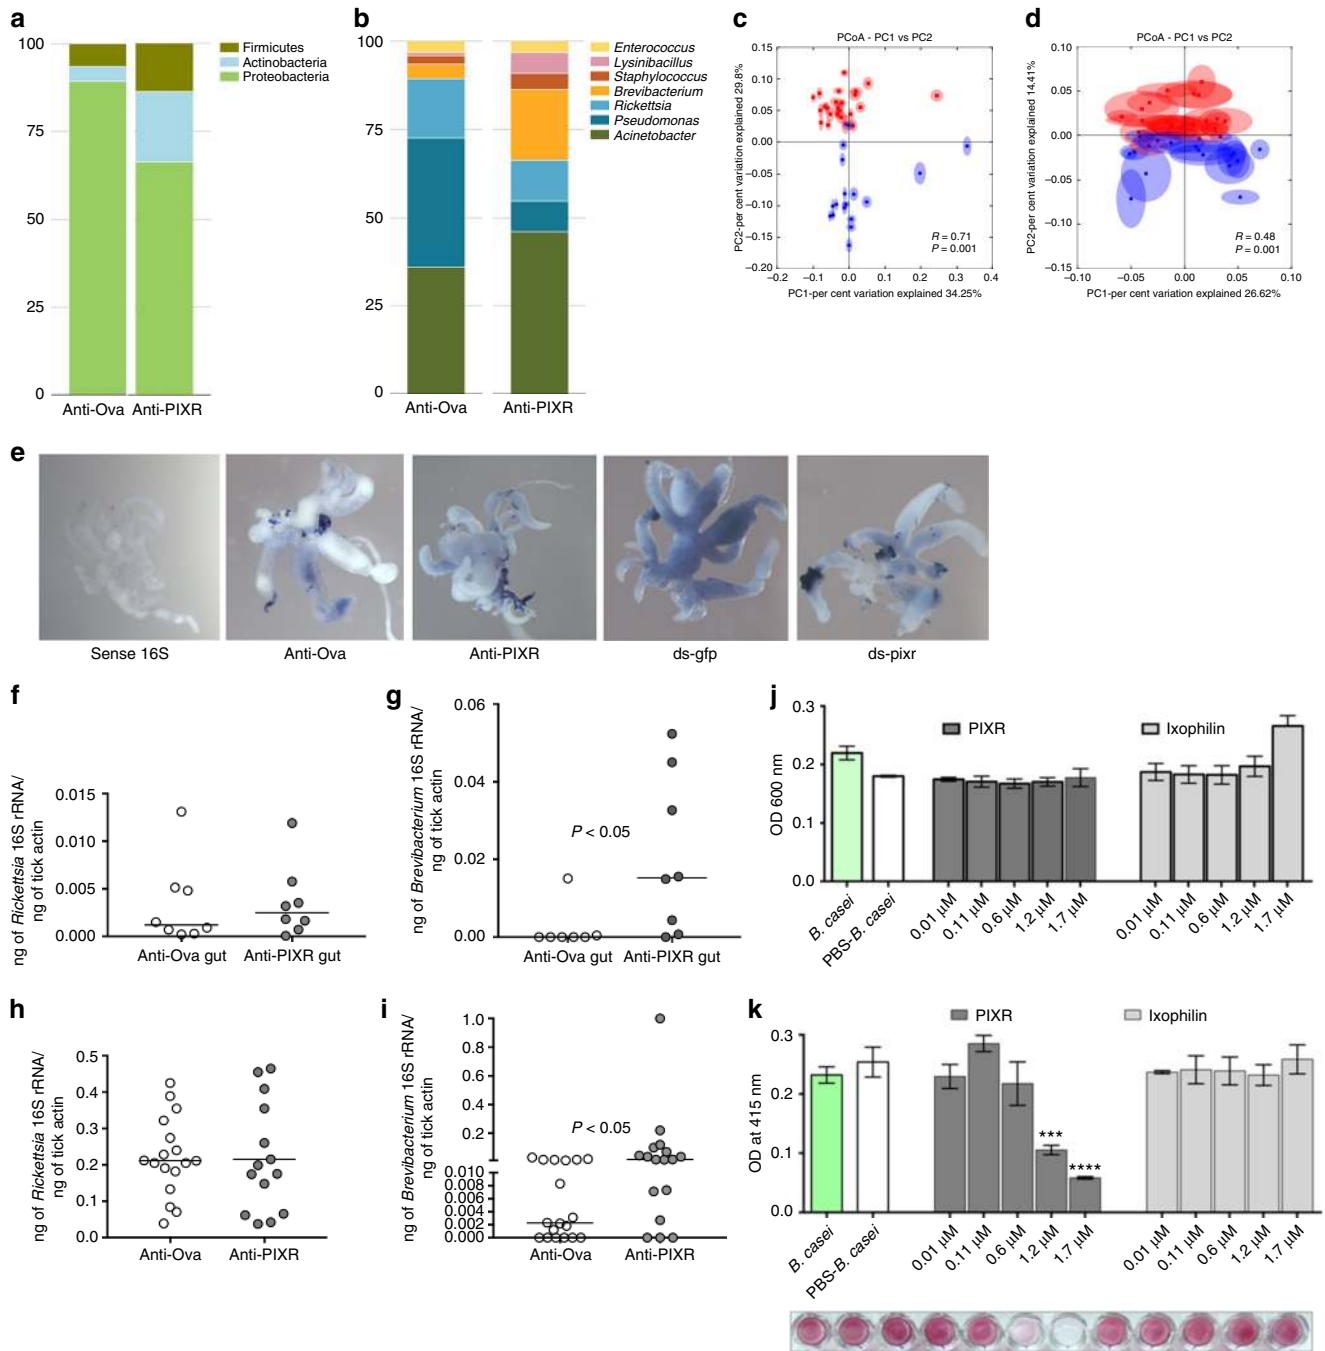 a
100
75
50
25
0
Anti-Ova Anti-PIXR
Firmicutes
Actinobacteria
Proteobacteria
b
100
75
50
25
0
Anti-Ova
Anti-PIXR
Enterococcus
Lysinibacillus
Staphylococcus
Brevibacterium
Rickettsia
Pseudomonas
Acinetobacter
c
PCoA - PC1 vs PC2
PC2-per cent variation explained 29.8%
0.15
0.10
0.05
0.00
−0.05
−0.10
−0.15
−0.20
R = 0.71
P = 0.001
−0.2 −0.1 0.0 0.1 0.2 0.3 0.4
PC1-per cent variation explained 34.25%
d
PCoA - PC1 vs PC2
PC2-per cent variation explained 14.41%
0.10
0.05
0.00
−0.05
−0.10
−0.15
R = 0.48
P = 0.001
−0.10 −0.05 0.00 0.05 0.10
PC1-per cent variation explained 26.62%
e
Sense 16S
Anti-Ova
Anti-PIXR
ds-gfp
ds-pixr
f
ng of Rickettsia 16S rRNA/
ng of tick actin
0.015
0.010
0.005
0.000
Anti-Ova gut Anti-PIXR gut
g
ng of Brevibacterium 16S rRNA/
ng of tick actin
0.06
0.04
0.02
0.00
P < 0.05
Anti-Ova gut Anti-PIXR gut
j
OD 600 nm
0.3
0.2
0.1
0.0
PIXR
Ixophilin
B. casei
PBS-B. casei
0.01 µM
0.11 µM
0.6 µM
1.2 µM
1.7 µM
0.01 µM
0.11 µM
0.6 µM
1.2 µM
1.7 µM
h
ng of Rickettsia 16S rRNA/
ng of tick actin
0.5
0.4
0.3
0.2
0.1
0.0
Anti-Ova
Anti-PIXR
i
ng of Brevibacterium 16S rRNA/
ng of tick actin
1.0
0.8
0.6
0.4
0.2
0.010
0.008
0.006
0.004
0.002
0.000
P < 0.05
Anti-Ova
Anti-PIXR
k
OD at 415 nm
0.3
0.2
0.1
0.0
PIXR
Ixophilin
***
****
B. casei
PBS-B. casei
0.01 µM
0.11 µM
0.6 µM
1.2 µM
1.7 µM
0.01 µM
0.11 µM
0.6 µM
1.2 µM
1.7 µM